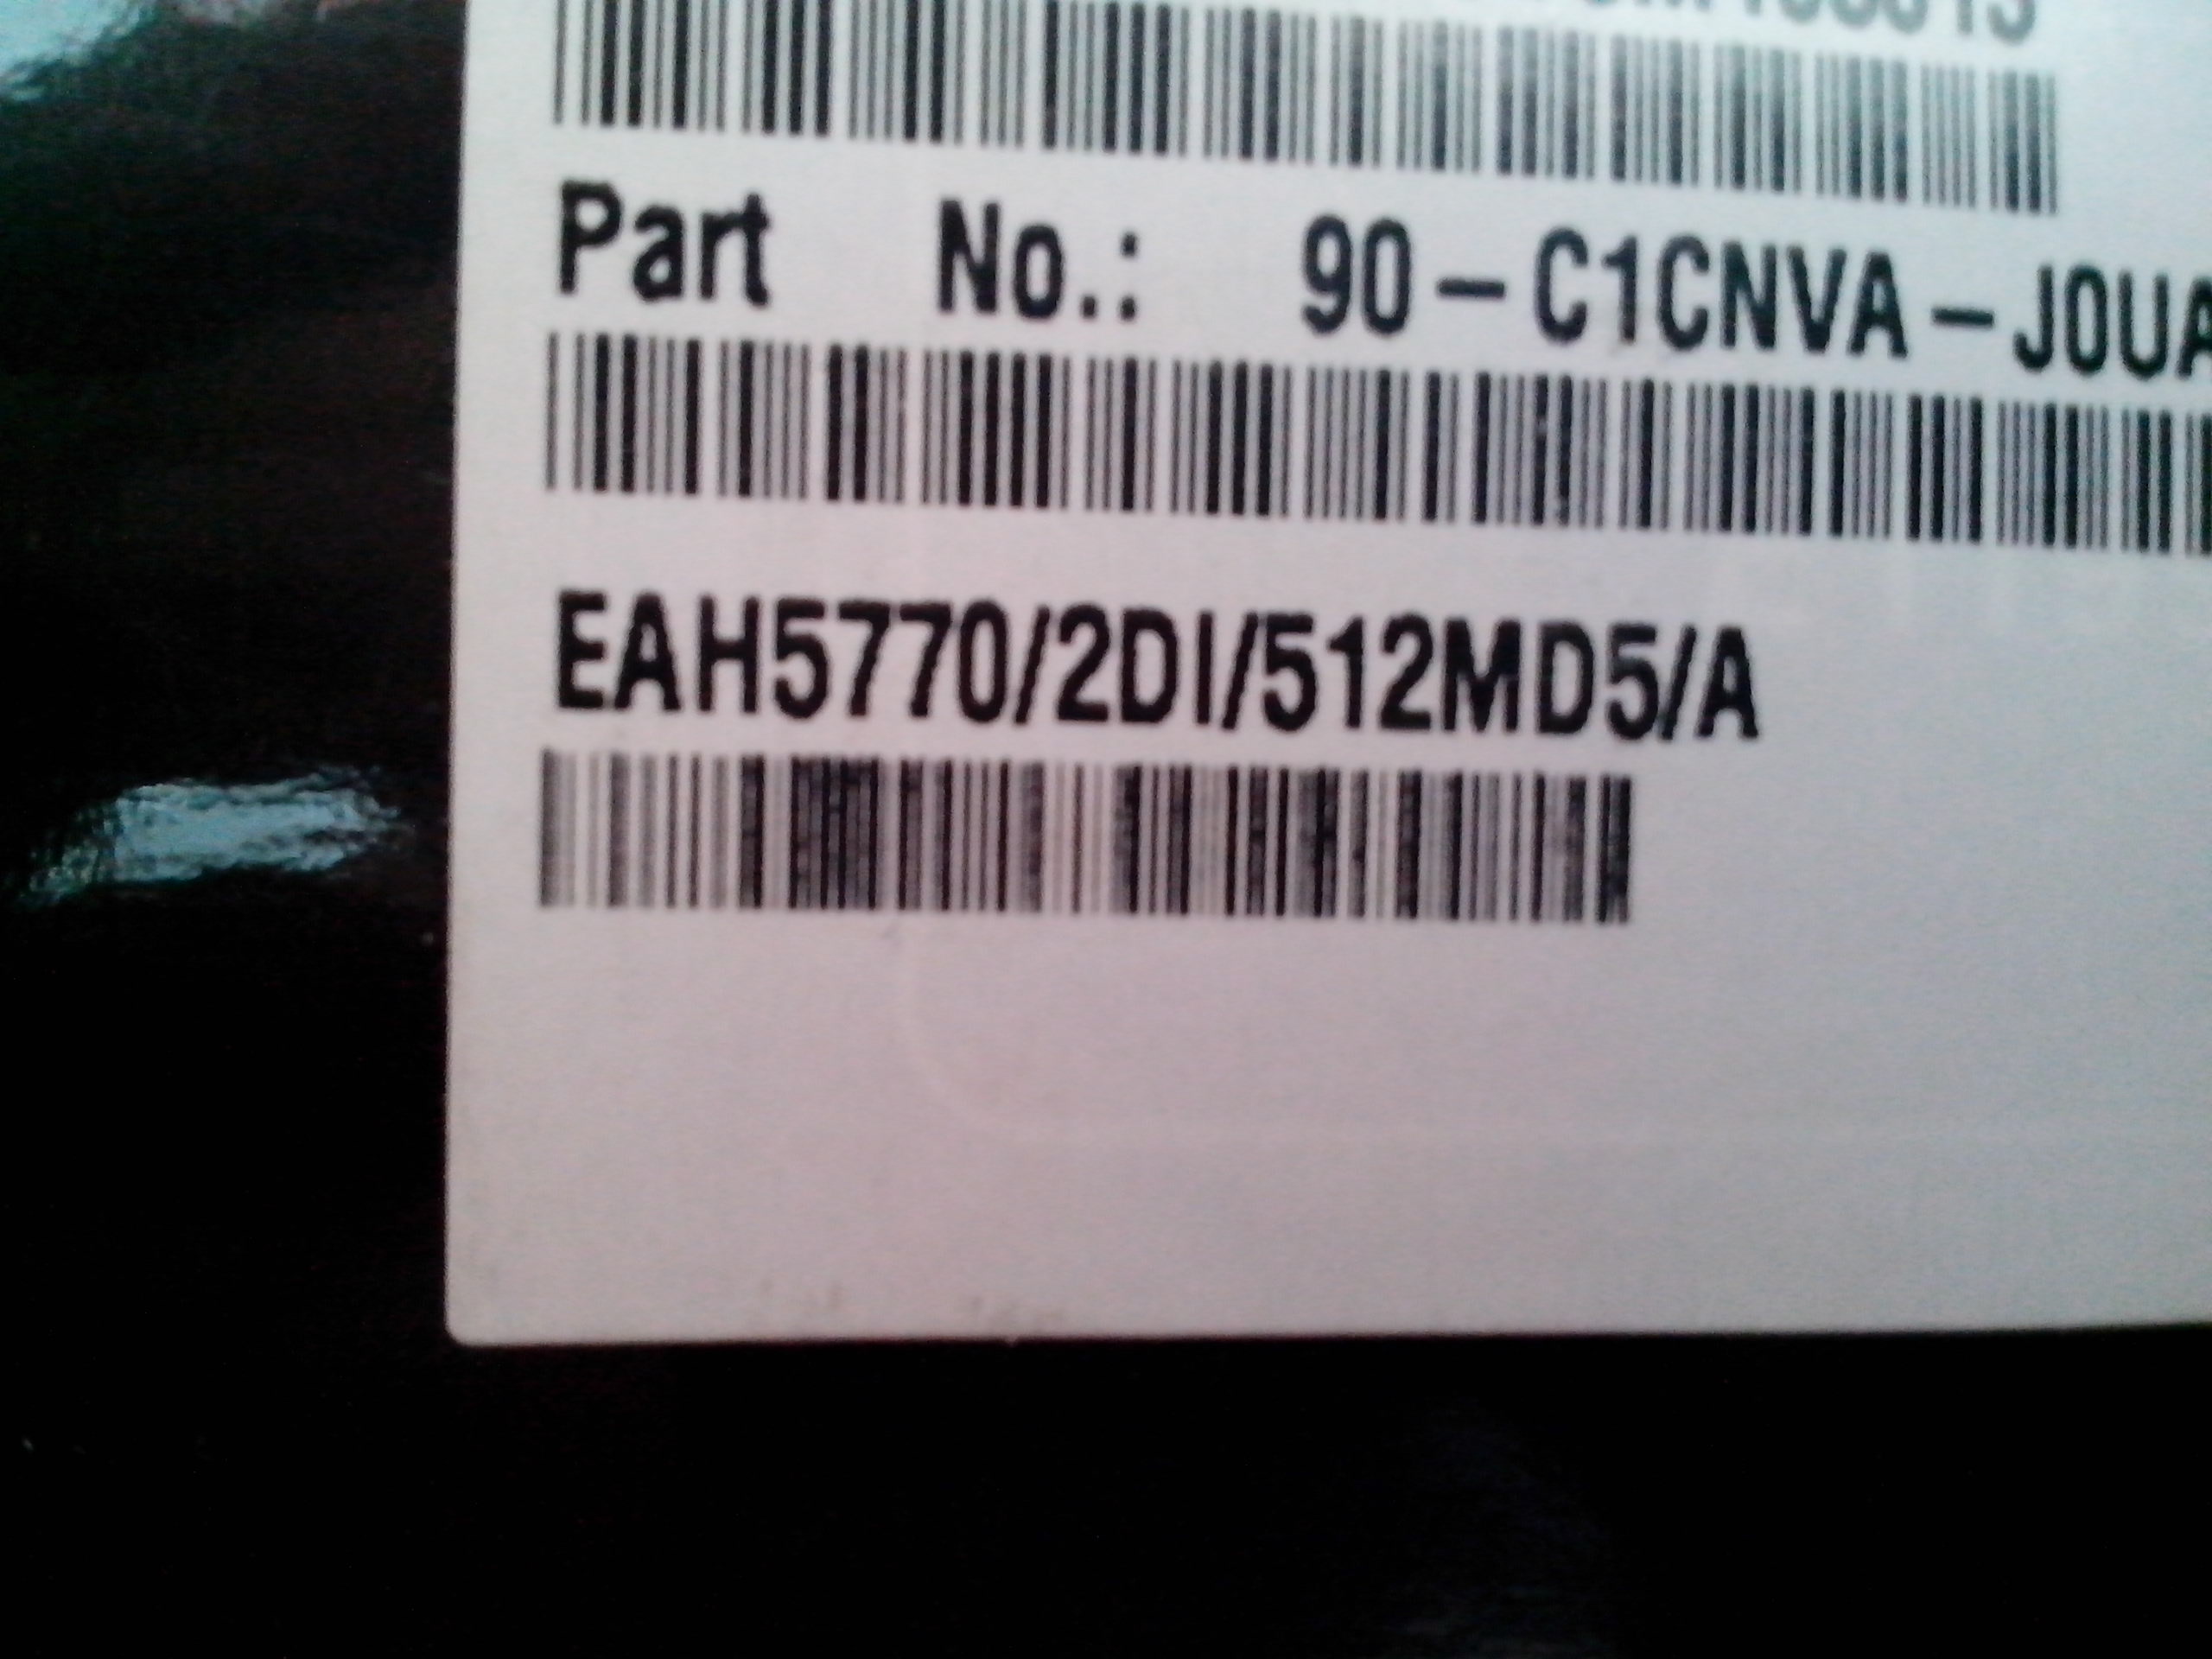 Part No.: 90-C1CNVA-J0UA
EAH5770/2DI/512MD5/A